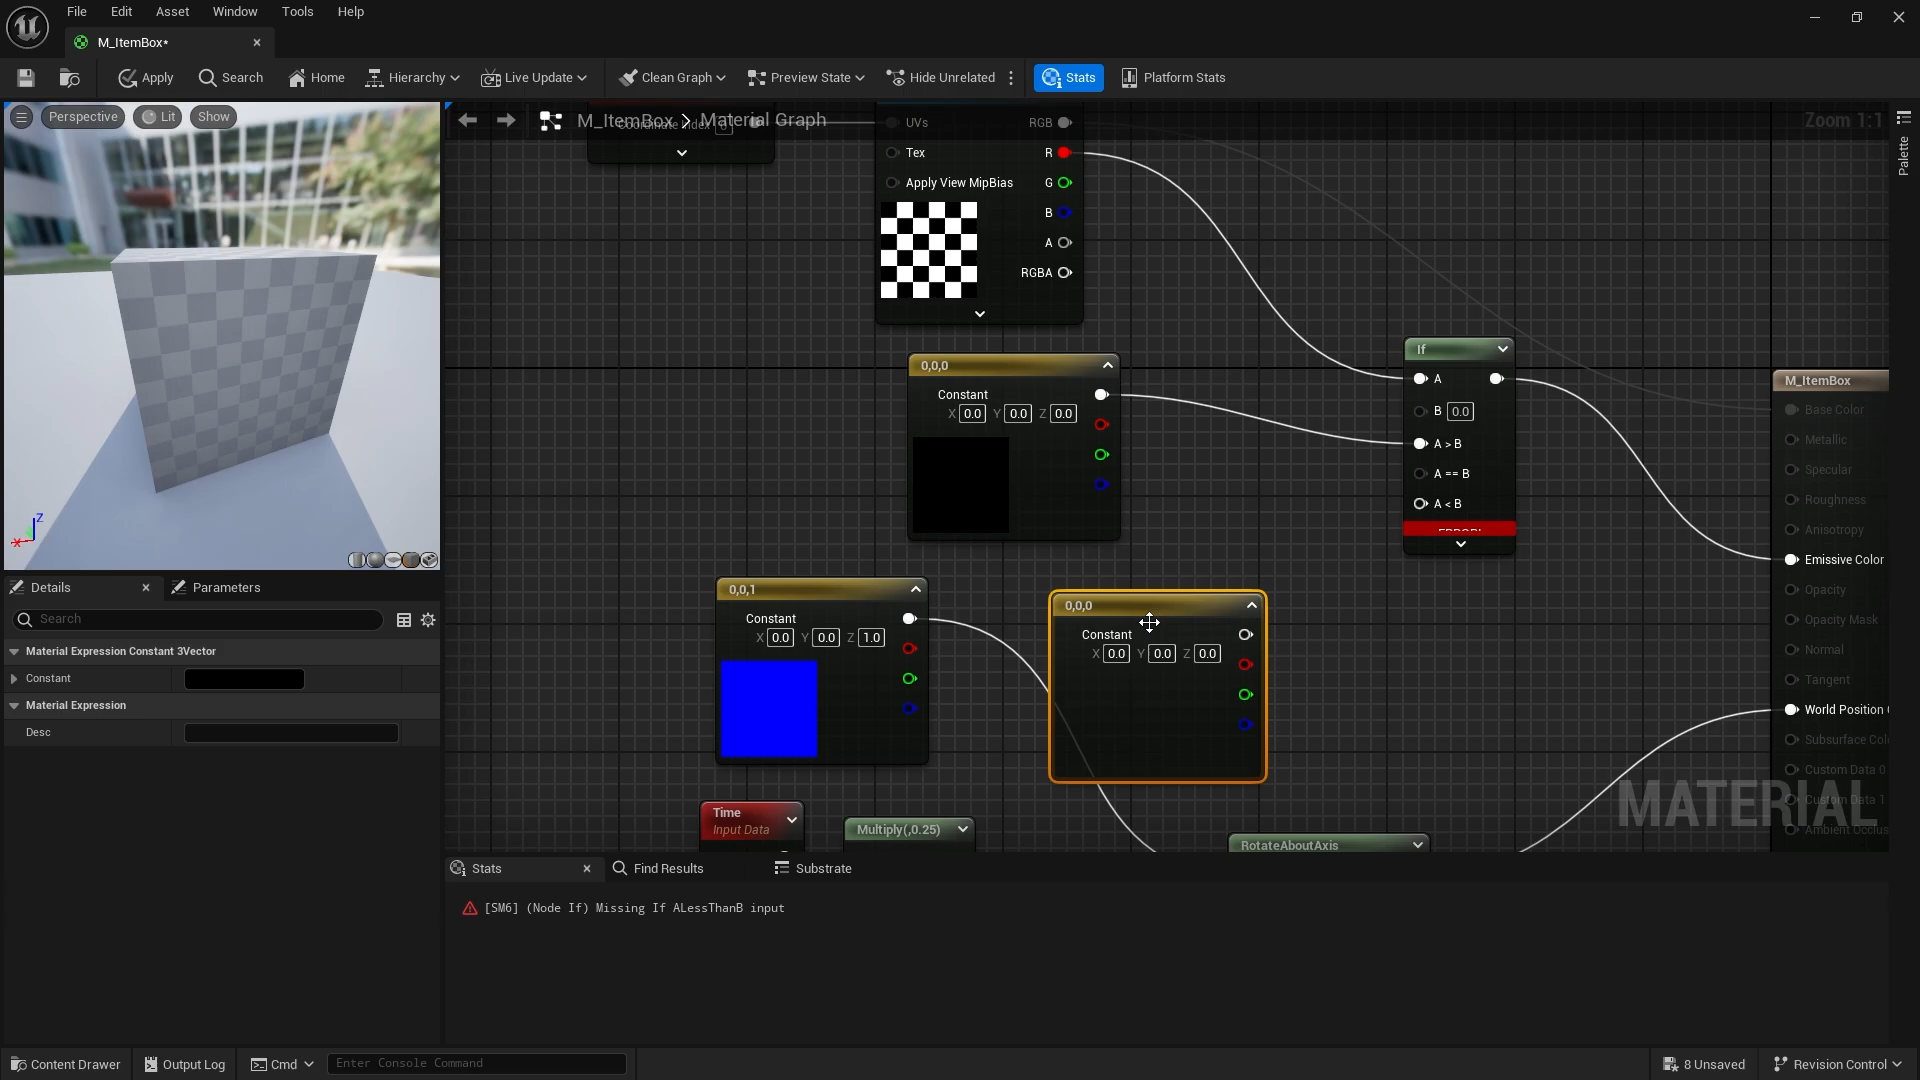 File Edit Asset Window Tools Help
M_ItemBox*
Apply Search Home Hierarchy Live Update Clean Graph Preview State Hide Unrelated Stats Platform Stats
Perspective Lit Show
M_ItemBox > Material Graph
Zoom 1:1
Palette
Coordinate Index 0
UVs RGB
Tex R
Apply View MipBias G
B
A
RGBA
0,0,0
Constant
X 0.0 Y 0.0 Z 0.0
If
A
B 0.0
A > B
A == B
A < B
ERROR!
M_ItemBox
Base Color
Metallic
Specular
Roughness
Anisotropy
Emissive Color
Opacity
Opacity Mask
Normal
Tangent
World Position
Subsurface Col
Custom Data 0
Custom Data 1
Ambient Occlus
MATERIAL
0,0,1
Constant
X 0.0 Y 0.0 Z 1.0
0,0,0
Constant
X 0.0 Y 0.0 Z 0.0
Time
Input Data
Multiply(,0.25)
RotateAboutAxis
Z
X
Details Parameters
Search
Material Expression Constant 3Vector
Constant
Material Expression
Desc
Stats Find Results Substrate
[SM6] (Node If) Missing If ALessThanB input
Content Drawer Output Log Cmd Enter Console Command 8 Unsaved Revision Control